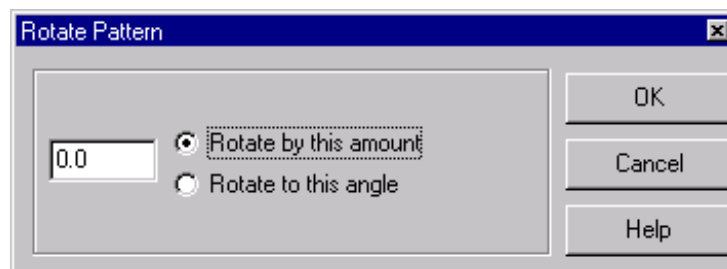 Rotate Pattern
OK
0.0
Rotate by this amount
Rotate to this angle
Cancel
Help